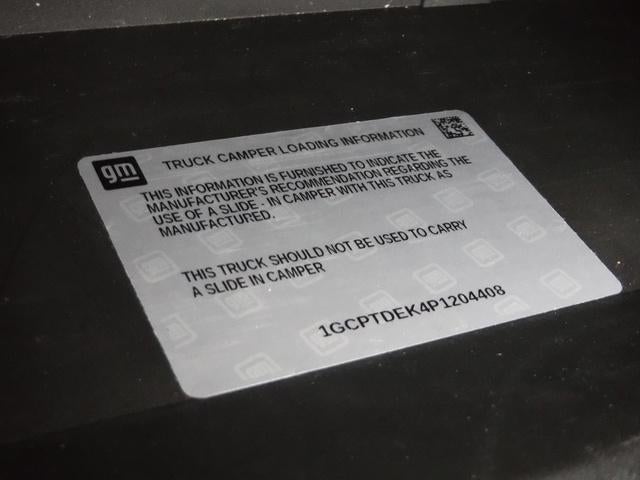 gm
TRUCK CAMPER LOADING INFORMATION
THIS INFORMATION IS FURNISHED TO INDICATE THE
MANUFACTURER'S RECOMMENDATION REGARDING THE
USE OF A SLIDE - IN CAMPER WITH THIS TRUCK AS
MANUFACTURED.
THIS TRUCK SHOULD NOT BE USED TO CARRY
A SLIDE IN CAMPER
1GCPTDEK4P1204408